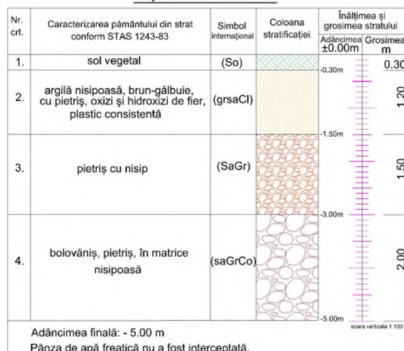 Nr. crt.
Caracterizarea pământului din strat
conform STAS 1243-83
Simbol
internațional
Coloana
stratificației
Înălțimea și
grosimea stratului
Adâncimea
±0.00m
Grosimea
m
1.
sol vegetal
(So)
-0.30m
0.30
2.
argilă nisipoasă, brun-gălbuie,
cu pietriș, oxizi și hidroxizi de fier,
plastic consistentă
(grsaCl)
-1.50m
1.20
3.
pietriș cu nisip
(SaGr)
-3.00m
1.50
4.
bolovăniș, pietriș, în matrice
nisipoasă
(saGrCo)
-5.00m
2.00
Adâncimea finală: - 5.00 m
scara verticala 1:100
Pânza de apă freatică nu a fost interceptată.